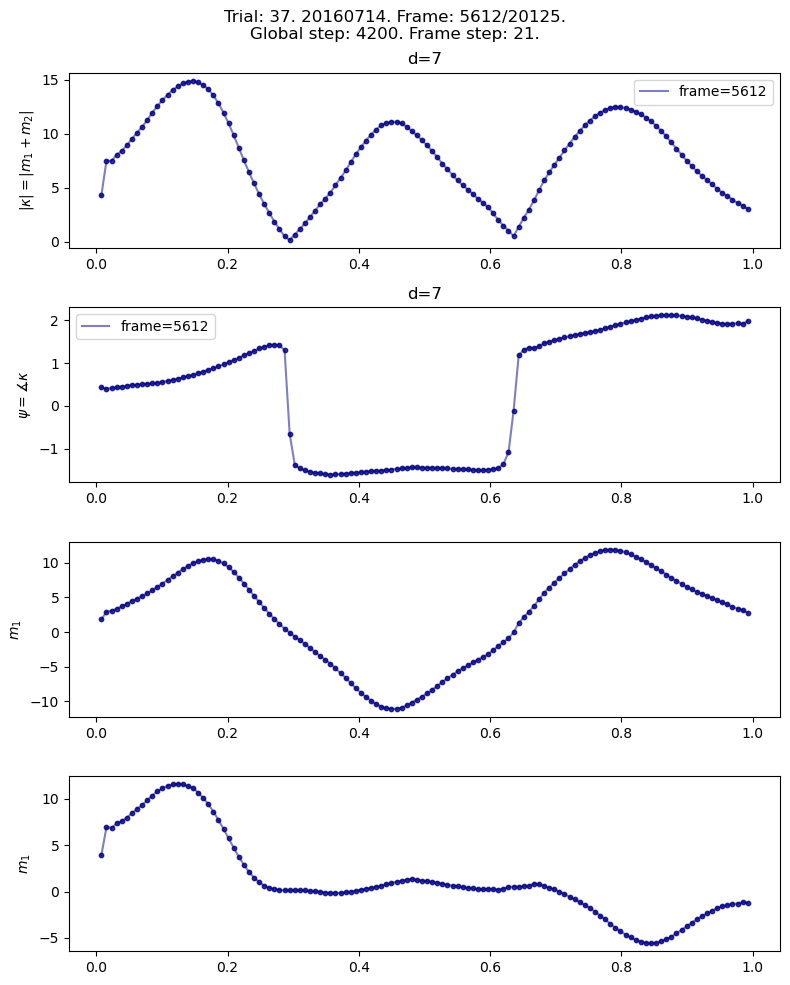 Trial: 37. 20160714. Frame: 5612/20125.
Global step: 4200. Frame step: 21.
d=7
|κ| = |m₁ + m₂|
15
10
5
0
frame=5612
0.0 0.2 0.4 0.6 0.8 1.0
d=7
ψ = ∡κ
2
1
0
−1
frame=5612
0.0 0.2 0.4 0.6 0.8 1.0
m₁
10
5
0
−5
−10
0.0 0.2 0.4 0.6 0.8 1.0
m₁
10
5
0
−5
0.0 0.2 0.4 0.6 0.8 1.0